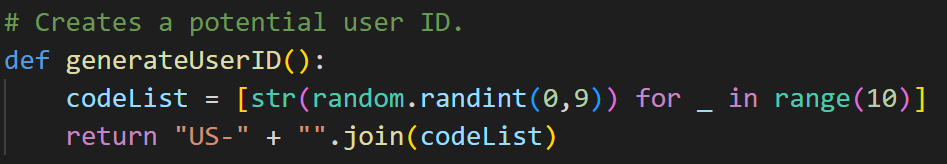 # Creates a potential user ID.
def generateUserID():
    codeList = [str(random.randint(0,9)) for _ in range(10)]
    return "US-" + "".join(codeList)